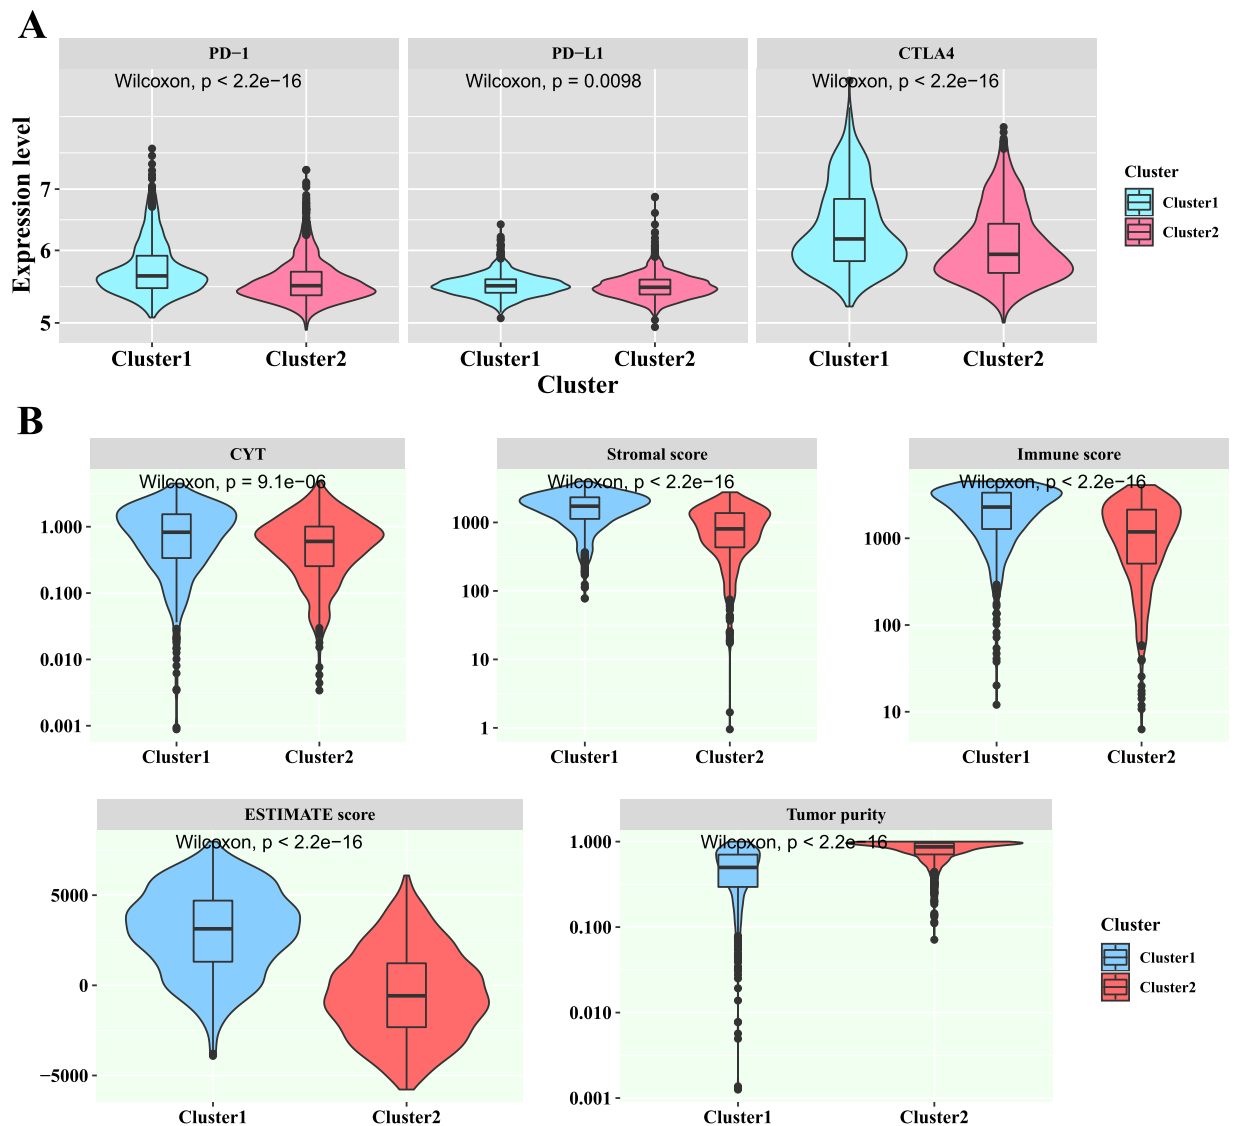 A
PD−1
PD−L1
CTLA4
Wilcoxon, p < 2.2e−16
Wilcoxon, p = 0.0098
Wilcoxon, p < 2.2e−16
Expression level
7
6
5
Cluster1
Cluster2
Cluster1
Cluster2
Cluster1
Cluster2
Cluster
Cluster
Cluster1
Cluster2
B
CYT
Stromal score
Immune score
Wilcoxon, p = 9.1e−06
Wilcoxon, p < 2.2e−16
Wilcoxon, p < 2.2e−16
1.000
0.100
0.010
0.001
Cluster1
Cluster2
1000
100
10
1
Cluster1
Cluster2
1000
100
10
Cluster1
Cluster2
ESTIMATE score
Tumor purity
Wilcoxon, p < 2.2e−16
Wilcoxon, p < 2.2e−16
5000
0
−5000
Cluster1
Cluster2
1.000
0.100
0.010
0.001
Cluster1
Cluster2
Cluster
Cluster1
Cluster2